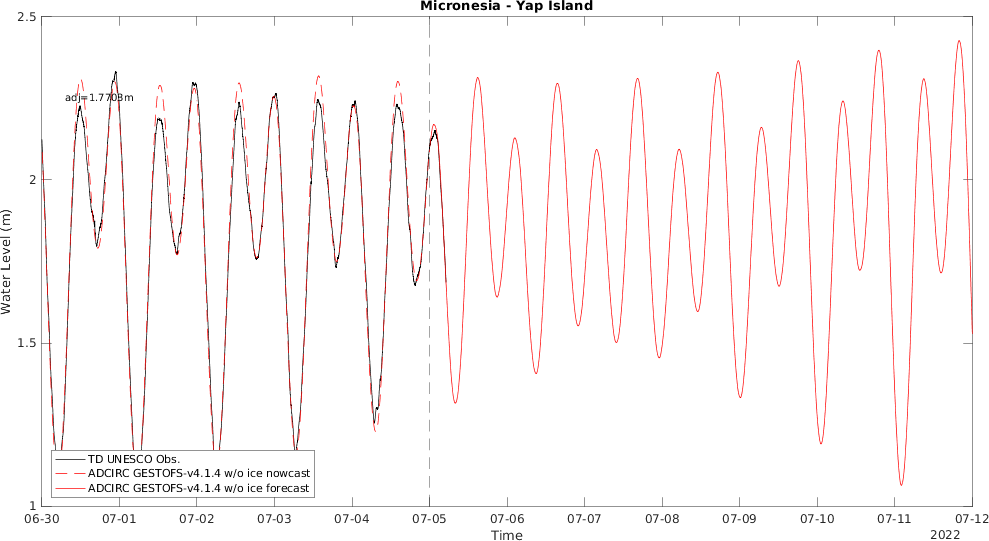 Micronesia - Yap Island
2.5
adj=1.7703m
2
Water Level (m)
1.5
TD UNESCO Obs.
ADCIRC GESTOFS-v4.1.4 w/o ice nowcast
ADCIRC GESTOFS-v4.1.4 w/o ice forecast
1
06-30 07-01 07-02 07-03 07-04 07-05 07-06 07-07 07-08 07-09 07-10 07-11 07-12
Time
2022